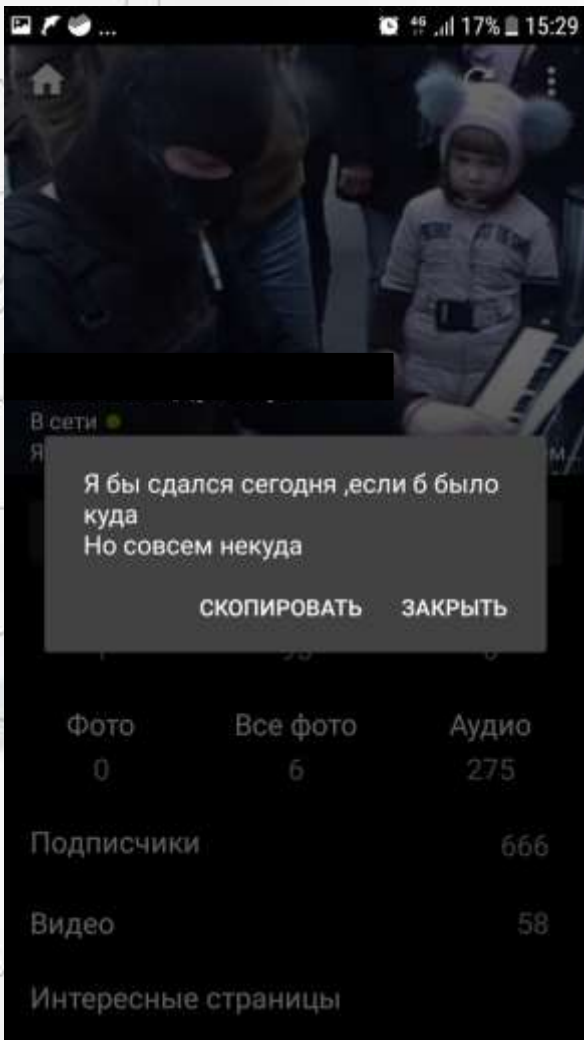 ... 4G 17% 15:29
В сети
Я бы сдался сегодня ,если б было
куда
Но совсем некуда
СКОПИРОВАТЬ ЗАКРЫТЬ
Фото Все фото Аудио
0 6 275
Подписчики 666
Видео 58
Интересные страницы